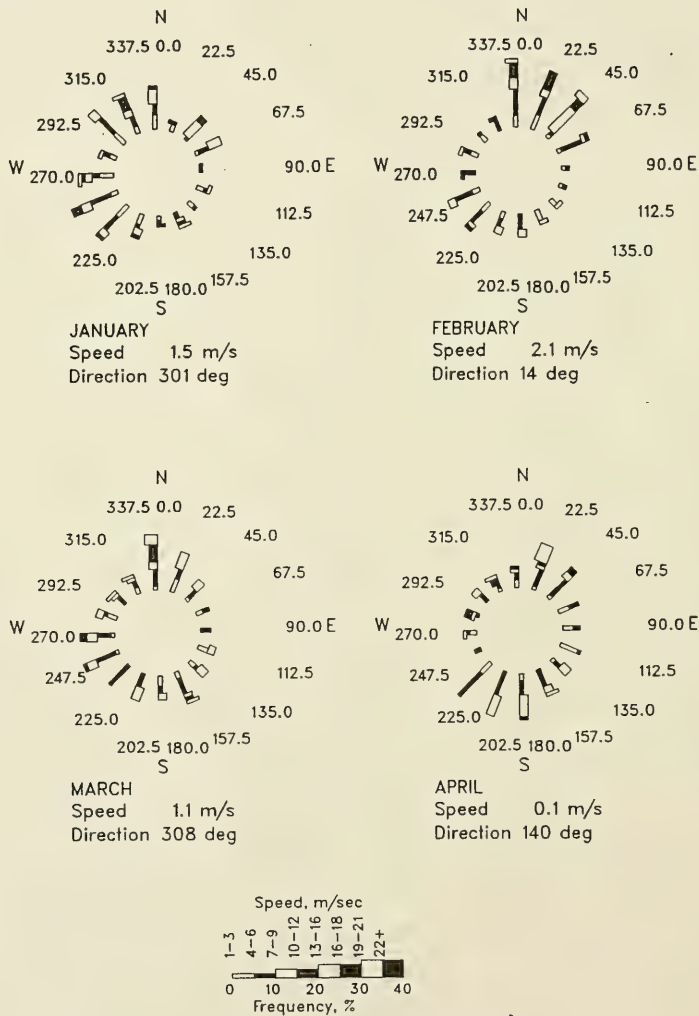 N
337.5 0.0 22.5
315.0 45.0
292.5 67.5
W 270.0 90.0 E
112.5
225.0 135.0
202.5 180.0 157.5
S
JANUARY
Speed 1.5 m/s
Direction 301 deg
N
337.5 0.0 22.5
315.0 45.0
292.5 67.5
W 270.0 90.0 E
247.5 112.5
225.0 135.0
202.5 180.0 157.5
S
FEBRUARY
Speed 2.1 m/s
Direction 14 deg
N
337.5 0.0 22.5
315.0 45.0
292.5 67.5
W 270.0 90.0 E
247.5 112.5
225.0 135.0
202.5 180.0 157.5
S
MARCH
Speed 1.1 m/s
Direction 308 deg
N
337.5 0.0 22.5
315.0 45.0
292.5 67.5
W 270.0 90.0 E
247.5 112.5
225.0 135.0
202.5 180.0 157.5
S
APRIL
Speed 0.1 m/s
Direction 140 deg
Speed, m/sec
1-3 4-6 7-9 10-12 13-16 16-18 19-21 22+
0 10 20 30 40
Frequency, %